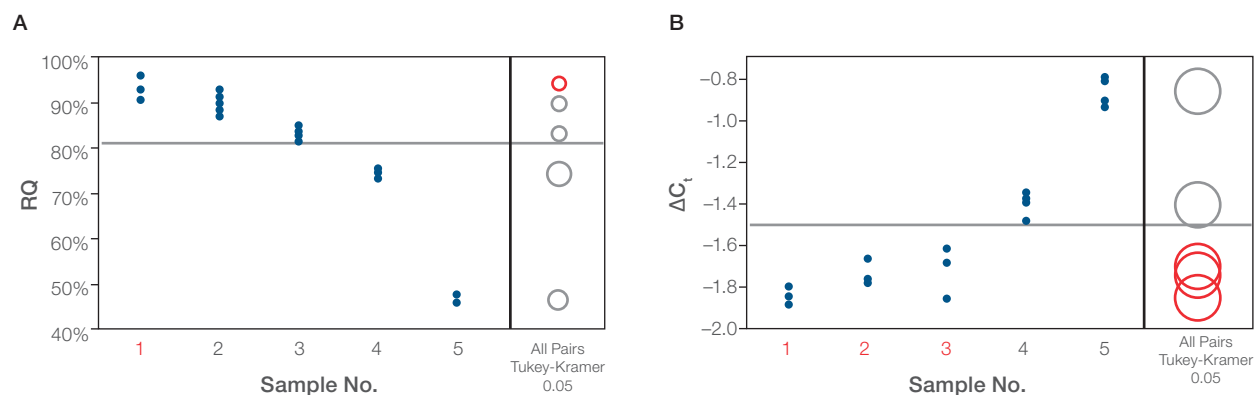 A
RQ
100%
90%
80%
70%
60%
50%
40%
1 2 3 4 5
All Pairs
Tukey-Kramer
0.05
Sample No.
B
ΔCt
–0.8
-1.0
-1.2
-1.4
-1.6
-1.8
-2.0
1 2 3 4 5
All Pairs
Tukey-Kramer
0.05
Sample No.